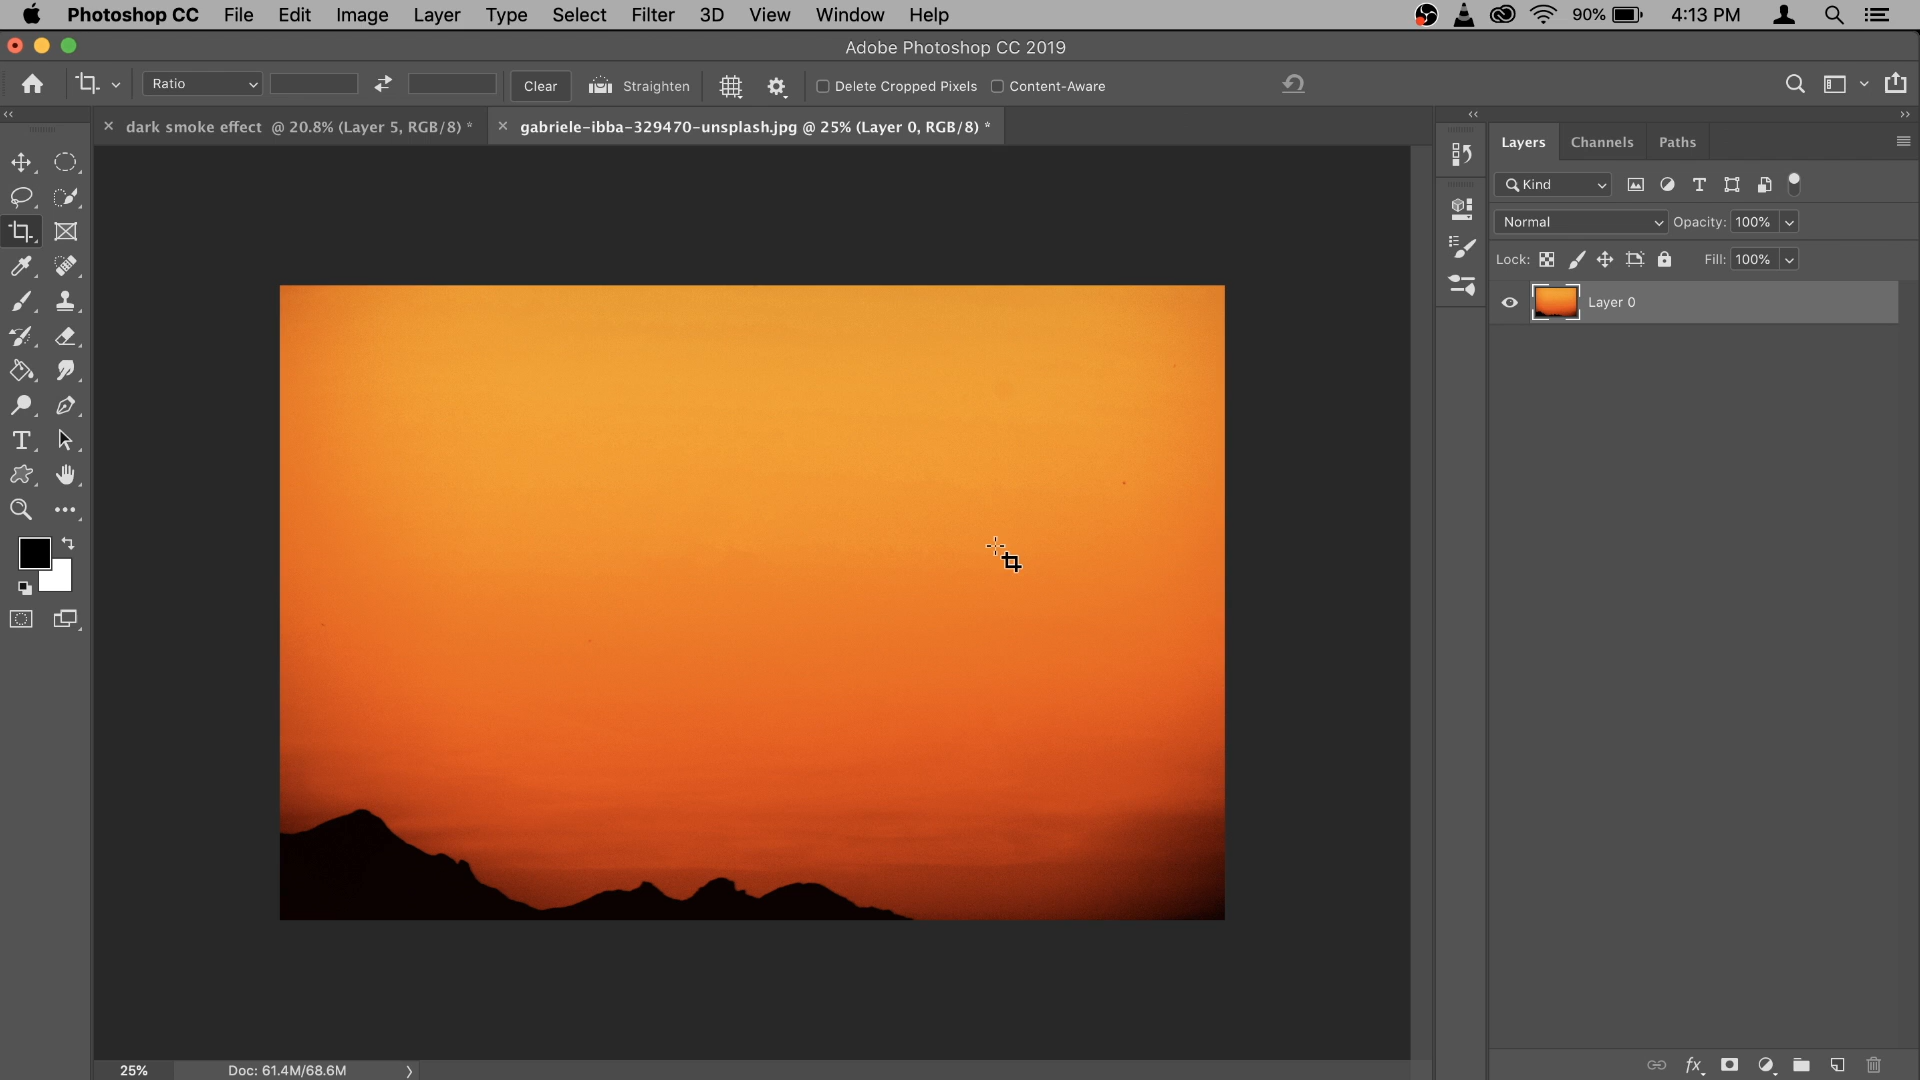 Photoshop CC File Edit Image Layer Type Select Filter 3D View Window Help 90% 4:13 PM
Adobe Photoshop CC 2019
Ratio Clear Straighten Delete Cropped Pixels Content-Aware
dark smoke effect @ 20.8% (Layer 5, RGB/8) * gabriele-ibba-329470-unsplash.jpg @ 25% (Layer 0, RGB/8) *
Layers Channels Paths
Kind
Normal Opacity: 100%
Lock: Fill: 100%
Layer 0
25% Doc: 61.4M/68.6M